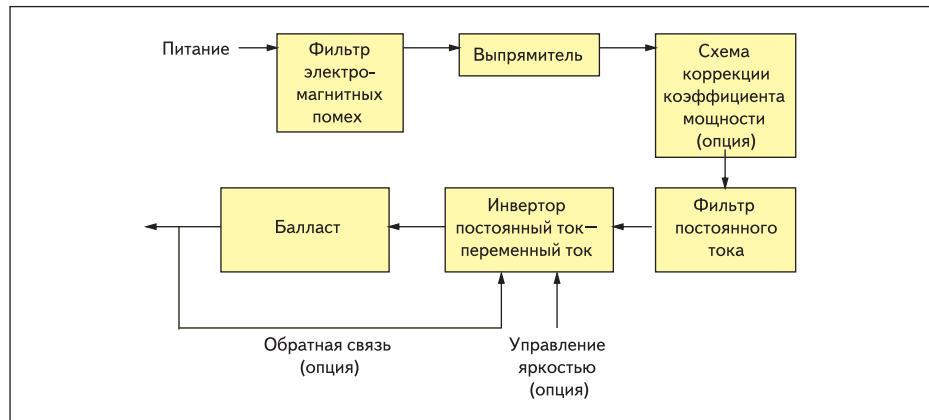 Питание
Фильтр
электро-
магнитных
помех
Выпрямитель
Схема
коррекции
коэффициента
мощности
(опция)
Балласт
Инвертор
постоянный ток—
переменный ток
Фильтр
постоянного
тока
Обратная связь
(опция)
Управление
яркостью
(опция)